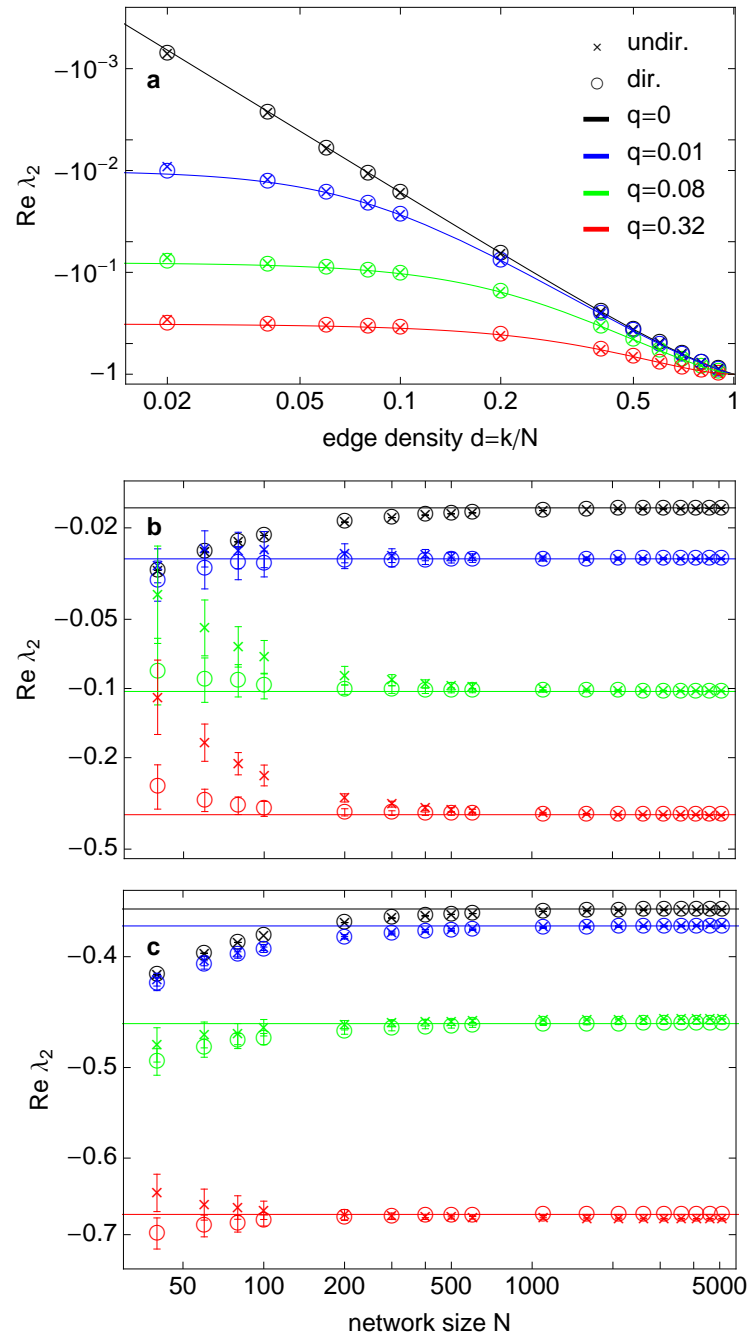 a
undir.
dir.
q=0
q=0.01
q=0.08
q=0.32
−10⁻³
−10⁻²
−10⁻¹
−1
Re λ₂
0.02 0.05 0.1 0.2 0.5 1
edge density d=k/N
b
−0.02
−0.05
−0.1
−0.2
−0.5
Re λ₂
c
−0.4
−0.5
−0.6
−0.7
Re λ₂
50 100 200 500 1000 5000
network size N